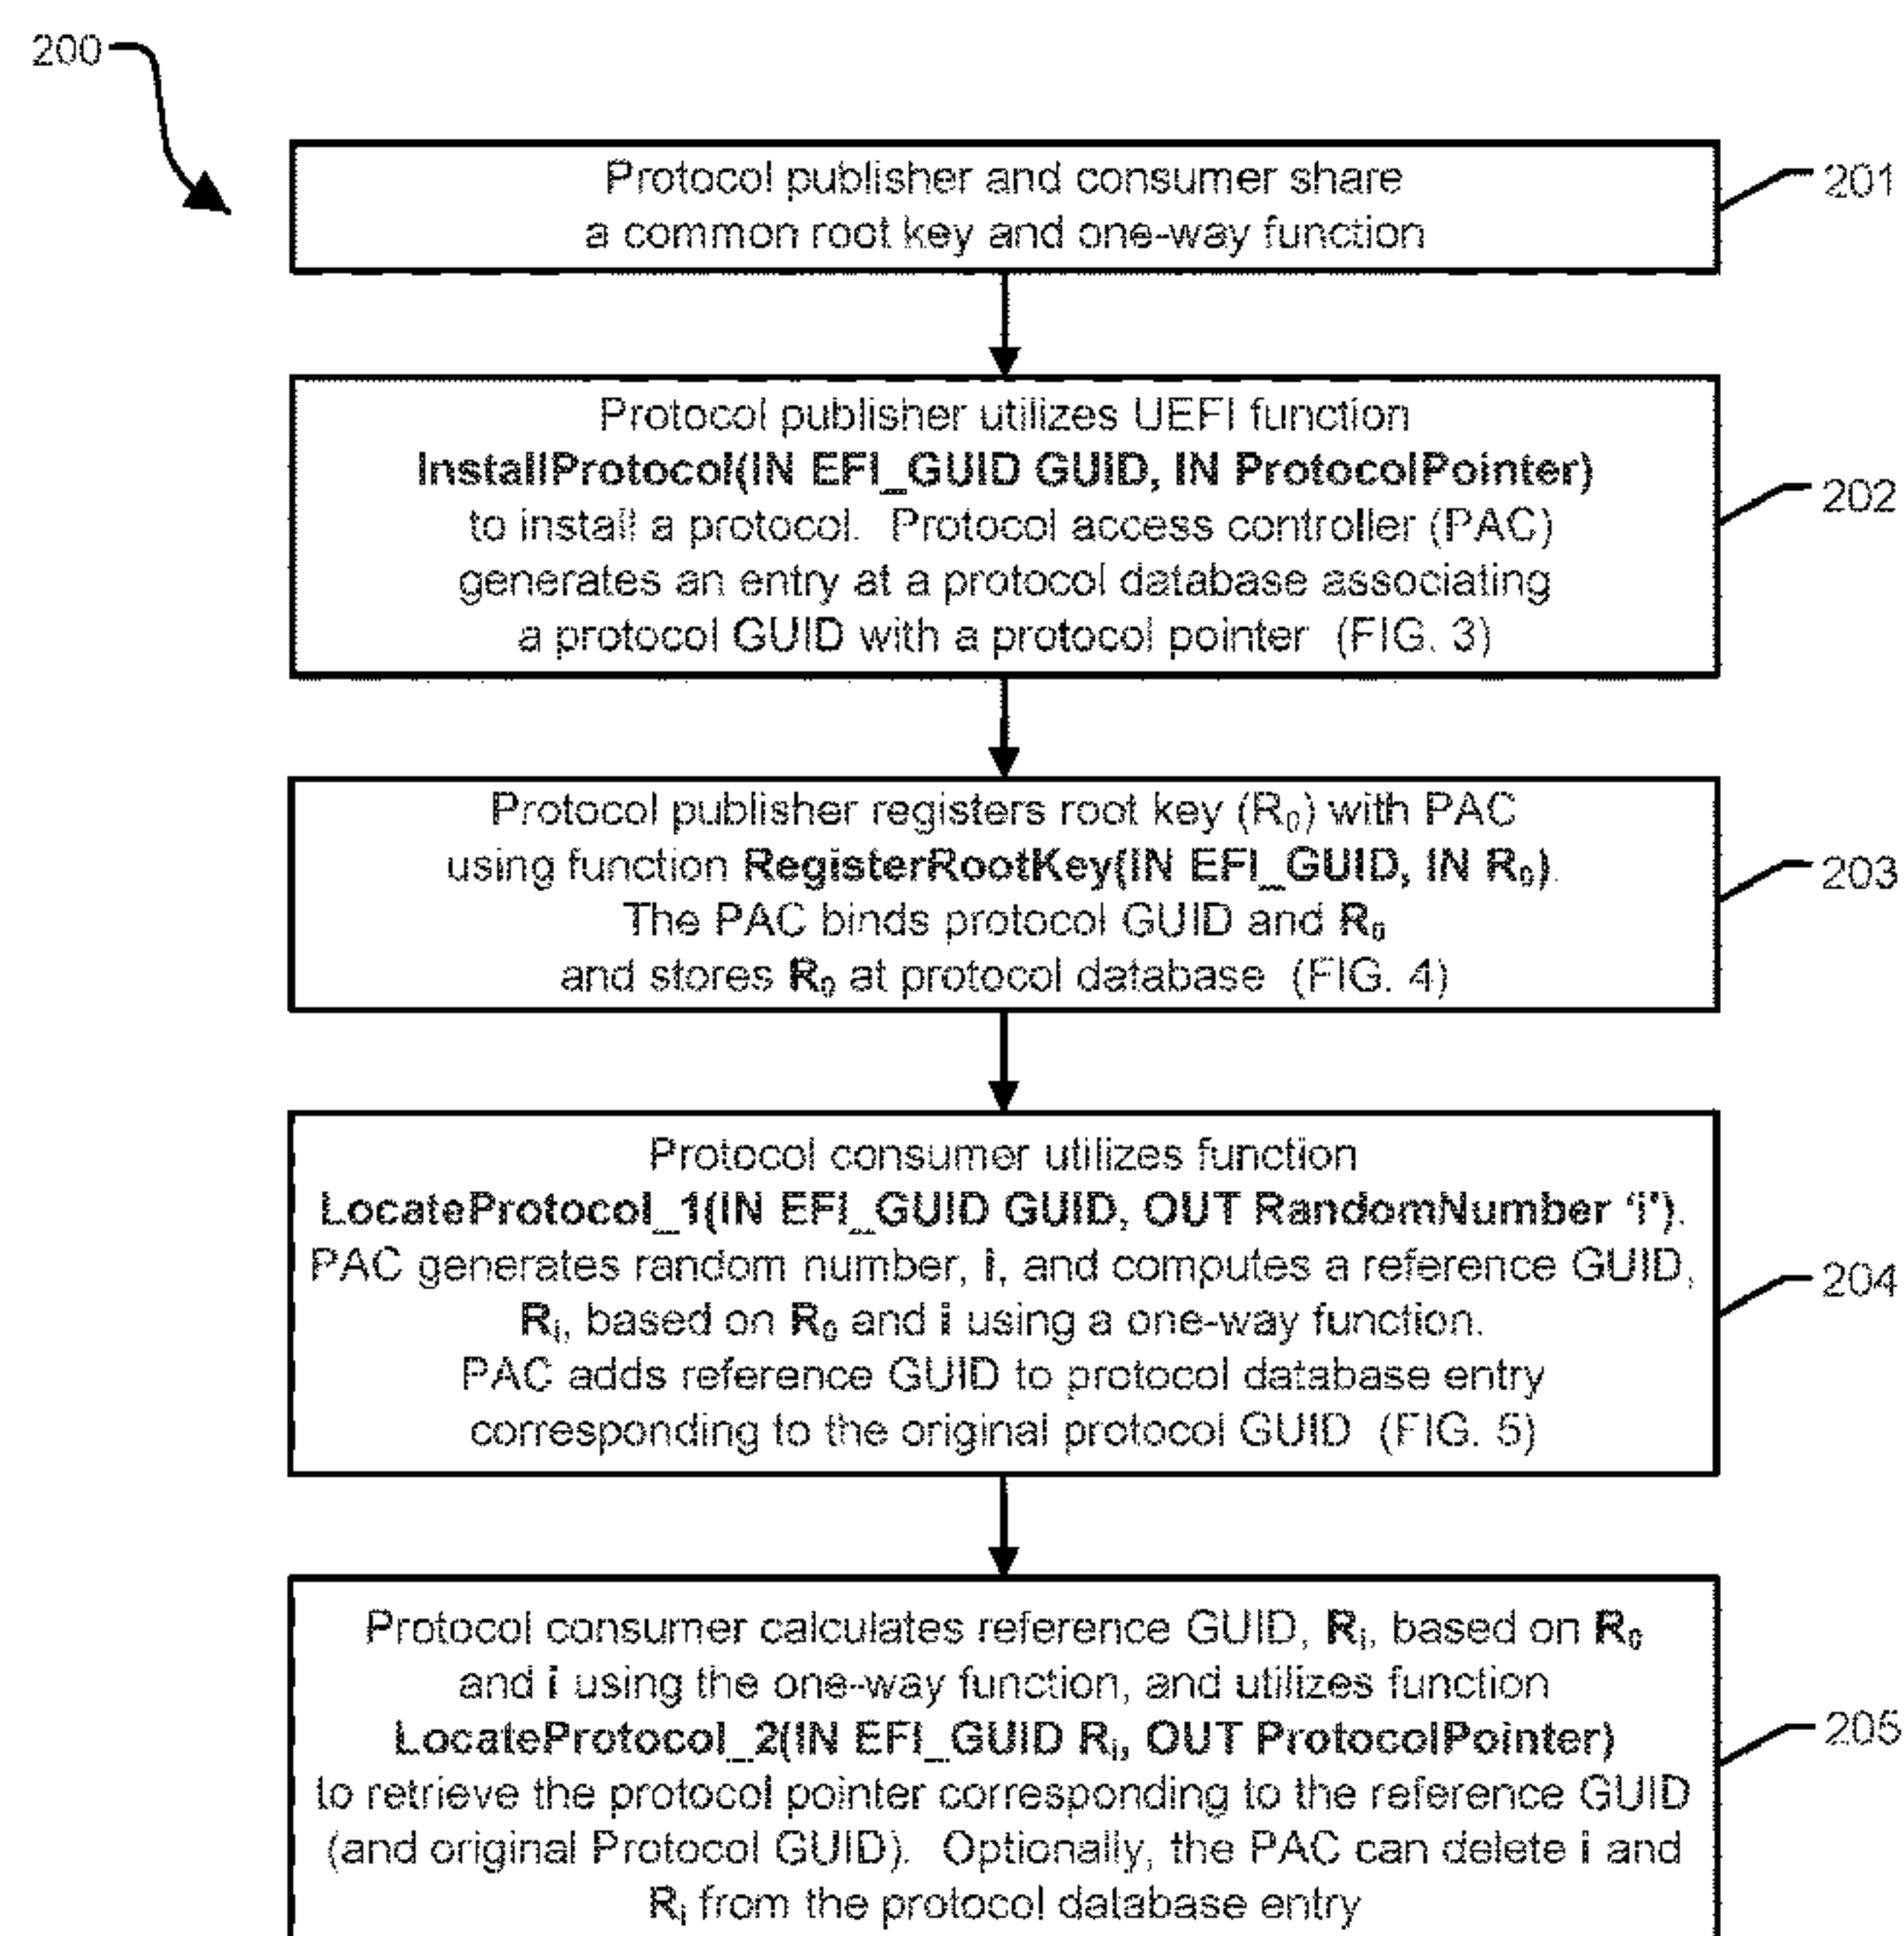 200
Protocol publisher and consumer share
a common root key and one-way function
201
Protocol publisher utilizes UEFI function
InstallProtocol(IN EFI_GUID GUID, IN ProtocolPointer)
to install a protocol. Protocol access controller (PAC)
generates an entry at a protocol database associating
a protocol GUID with a protocol pointer (FIG. 3)
202
Protocol publisher registers root key (R₀) with PAC
using function RegisterRootKey(IN EFI_GUID, IN R₀).
The PAC binds protocol GUID and R₀
and stores R₀ at protocol database (FIG. 4)
203
Protocol consumer utilizes function
LocateProtocol_1(IN EFI_GUID GUID, OUT RandomNumber ‘i’).
PAC generates random number, i, and computes a reference GUID,
Rᵢ, based on R₀ and i using a one-way function.
PAC adds reference GUID to protocol database entry
corresponding to the original protocol GUID (FIG. 5)
204
Protocol consumer calculates reference GUID, Rᵢ, based on R₀
and i using the one-way function, and utilizes function
LocateProtocol_2(IN EFI_GUID Rᵢ, OUT ProtocolPointer)
to retrieve the protocol pointer corresponding to the reference GUID
(and original Protocol GUID). Optionally, the PAC can delete i and
Rᵢ from the protocol database entry
205